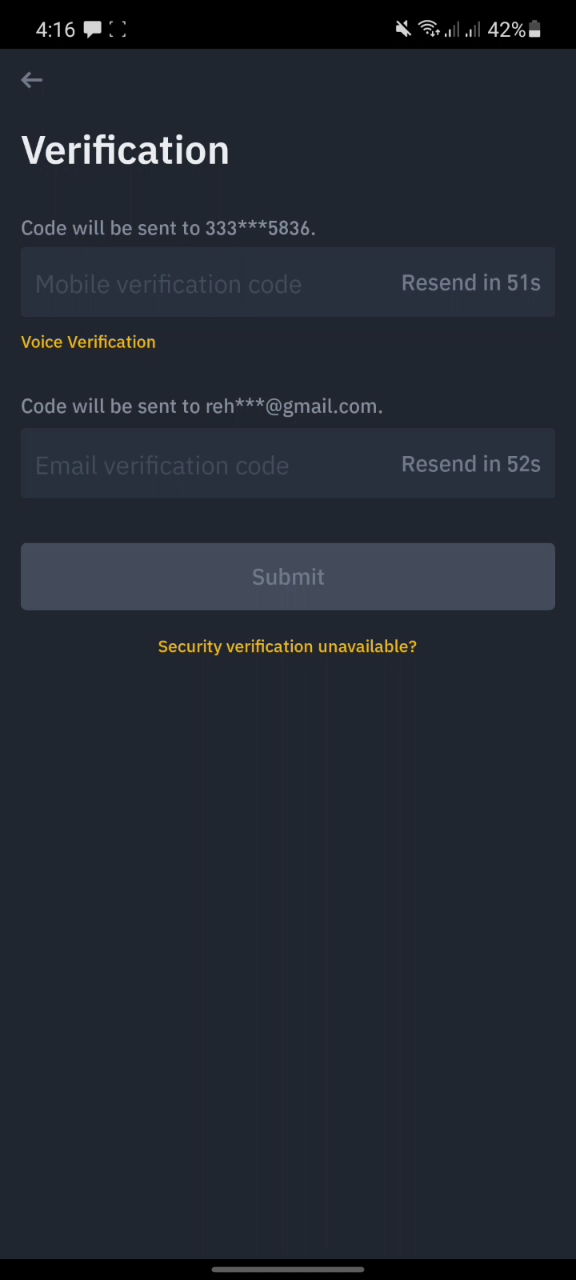 4:16 42%
Verification
Code will be sent to 333***5836.
Mobile verification code Resend in 51s
Voice Verification
Code will be sent to reh***@gmail.com.
Email verification code Resend in 52s
Submit
Security verification unavailable?